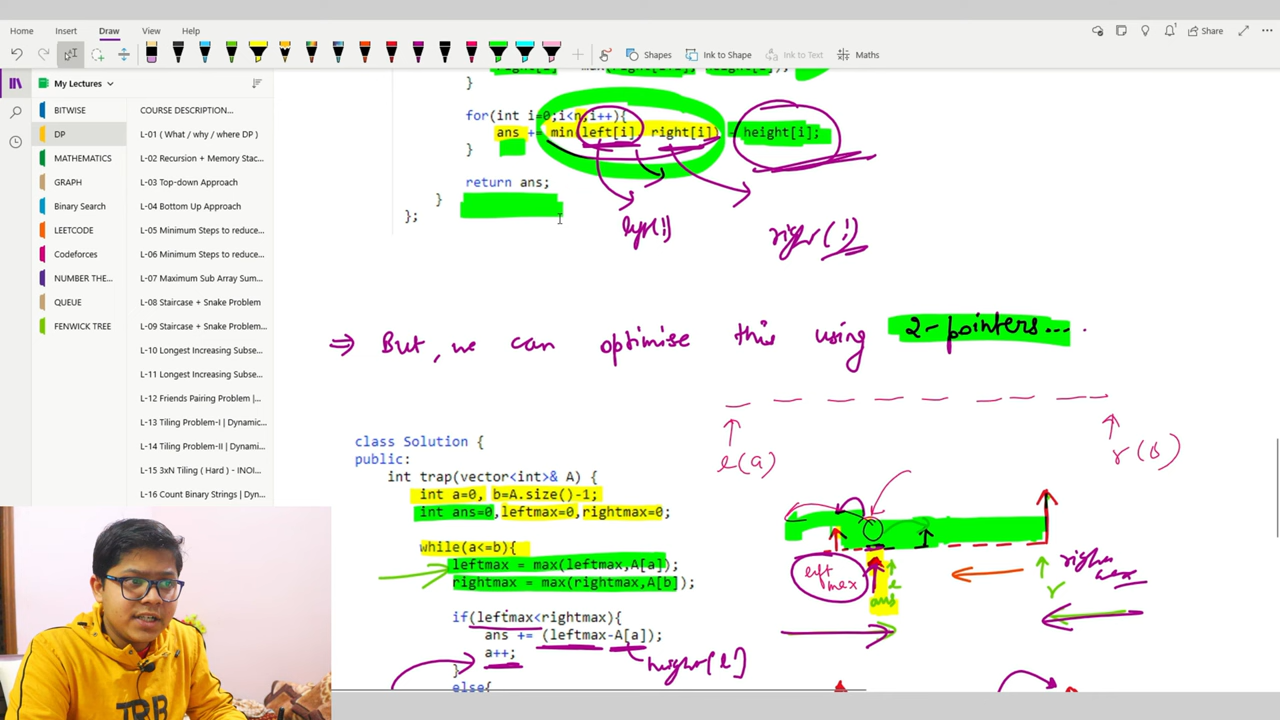 Home Insert Draw View Help
Share
Shapes Ink to Shape Ink to Text Maths
My Lectures
BITWISE
DP
MATHEMATICS
GRAPH
Binary Search
LEETCODE
Codeforces
NUMBER THE...
QUEUE
FENWICK TREE
COURSE DESCRIPTION...
L-01 ( What / why / where DP )
L-02 Recursion + Memory Stac...
L-03 Top-down Approach
L-04 Bottom Up Approach
L-05 Minimum Steps to reduce...
L-06 Minimum Steps to reduce...
L-07 Maximum Sub Array Sum...
L-08 Staircase + Snake Problem
L-09 Staircase + Snake Problem
L-10 Longest Increasing Subse...
L-11 Longest Increasing Subse...
L-12 Friends Pairing Problem |...
L-13 Tiling Problem-I | Dynamic...
L-14 Tiling Problem-II | Dynami...
L-15 3xN Tiling ( Hard ) - INOI...
L-16 Count Binary Strings | Dyn...
}
for(int i=0;i<n;i++){
ans += min(left[i] right[i]) - height[i];
}
return ans;
}
};
right(i)
⇒ But, we can optimise this using 2-pointers...
l(a)
r(b)
class Solution {
public:
int trap(vector<int>& A) {
int a=0, b=A.size()-1;
int ans=0,leftmax=0,rightmax=0;
while(a<=b){
leftmax = max(leftmax,A[a]);
rightmax = max(rightmax,A[b]);
if(leftmax<rightmax){
ans += (leftmax-A[a]);
a++;
}
else{
left max
l
ans
r
right max
height[l]
TRB